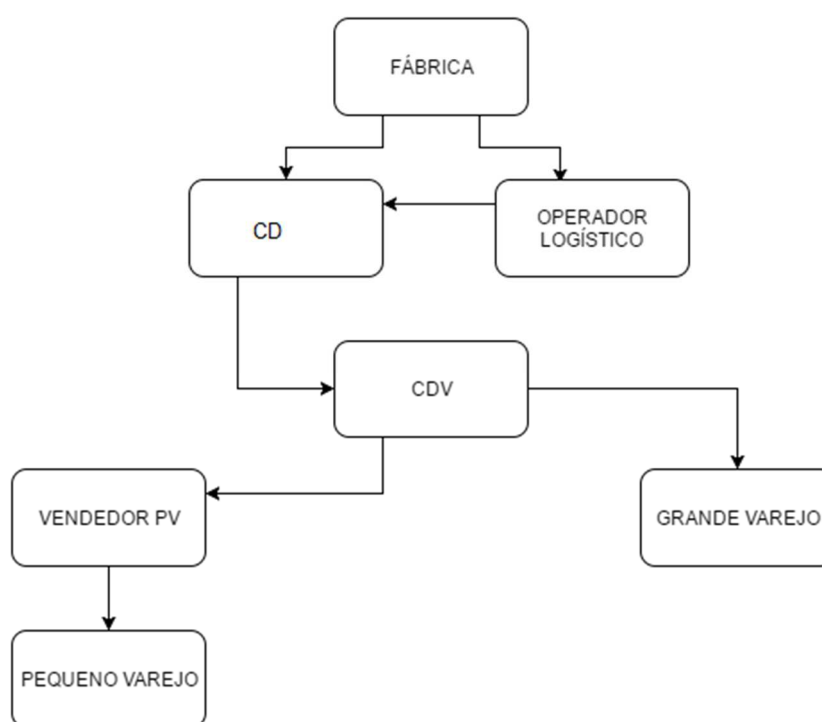 FÁBRICA
CD
OPERADOR
LOGÍSTICO
CDV
VENDEDOR PV
GRANDE VAREJO
PEQUENO VAREJO